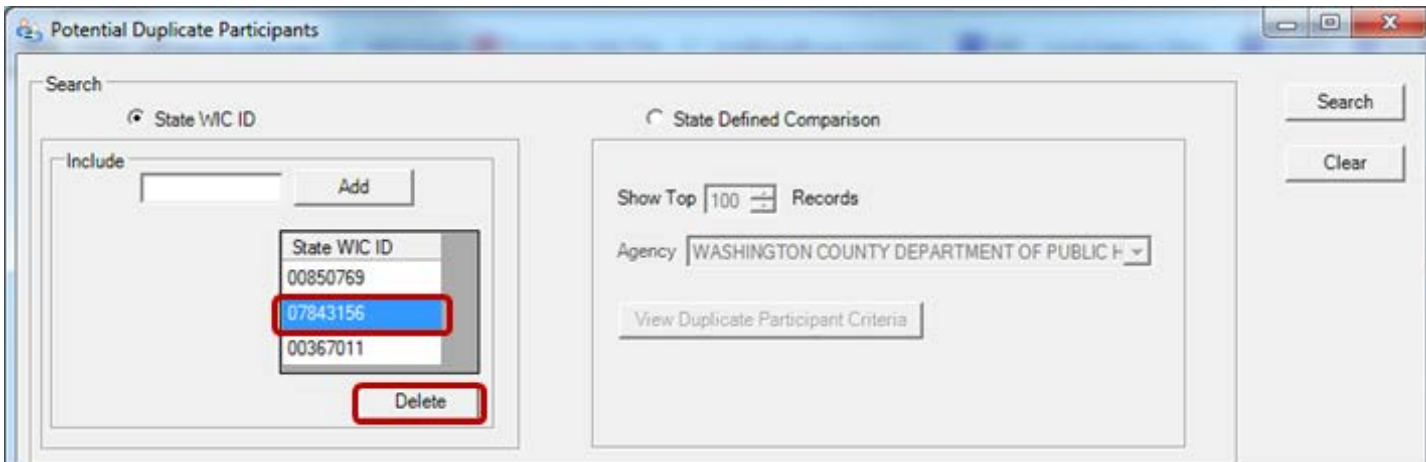 Potential Duplicate Participants
Search
State WIC ID
State Defined Comparison
Search
Clear
Include
Add
State WIC ID
00850769
07843156
00367011
Delete
Show Top 100 Records
Agency WASHINGTON COUNTY DEPARTMENT OF PUBLIC H
View Duplicate Participant Criteria